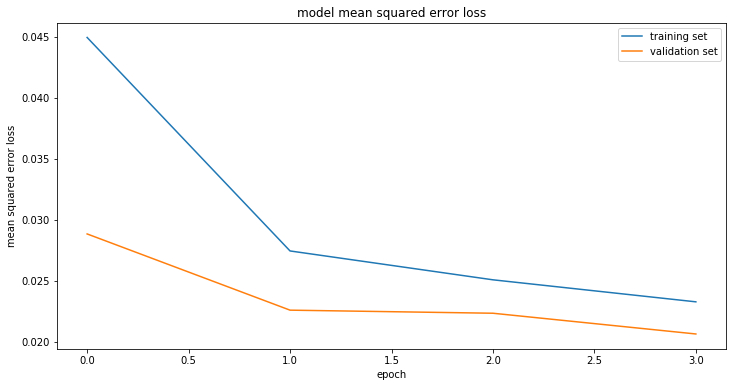 model mean squared error loss
training set
validation set
0.045
0.040
0.035
0.030
0.025
0.020
mean squared error loss
0.0
0.5
1.0
1.5
2.0
2.5
3.0
epoch